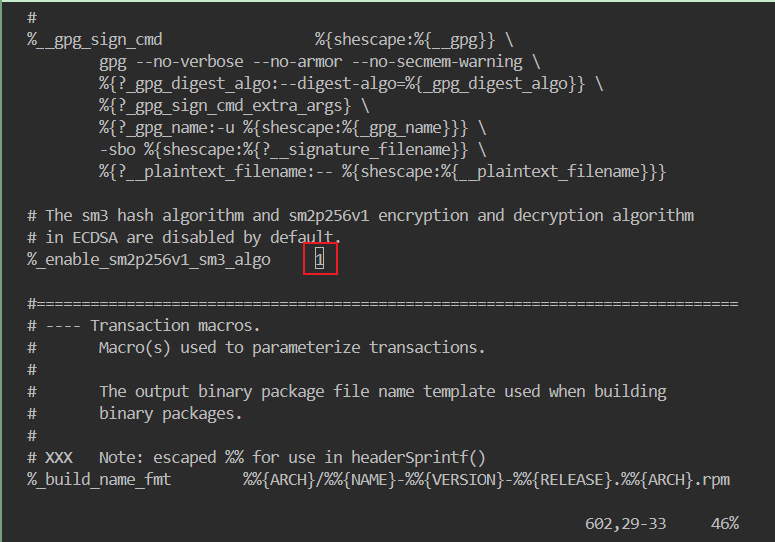 #
%__gpg_sign_cmd %{shescape:%{__gpg}} \
gpg --no-verbose --no-armor --no-secmem-warning \
%{?_gpg_digest_algo:--digest-algo=%{_gpg_digest_algo}} \
%{?_gpg_sign_cmd_extra_args} \
%{?_gpg_name:-u %{shescape:%{_gpg_name}}} \
-sbo %{shescape:%{?__signature_filename}} \
%{?__plaintext_filename:-- %{shescape:%{__plaintext_filename}}}
# The sm3 hash algorithm and sm2p256v1 encryption and decryption algorithm
# in ECDSA are disabled by default.
%_enable_sm2p256v1_sm3_algo 1
#==============================================================================
# ---- Transaction macros.
# Macro(s) used to parameterize transactions.
#
# The output binary package file name template used when building
# binary packages.
#
# XXX Note: escaped %% for use in headerSprintf()
%_build_name_fmt %%{ARCH}/%%{NAME}-%%{VERSION}-%%{RELEASE}.%%{ARCH}.rpm
602,29-33 46%